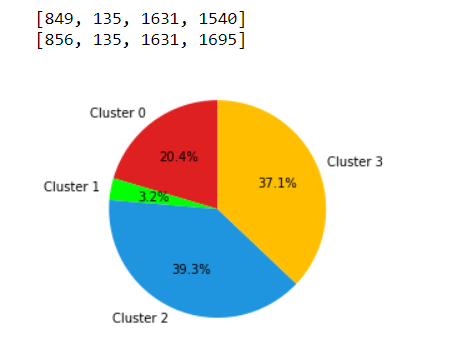 [849, 135, 1631, 1540]
[856, 135, 1631, 1695]
Cluster 0
20.4%
Cluster 3
37.1%
Cluster 1
3.2%
39.3%
Cluster 2